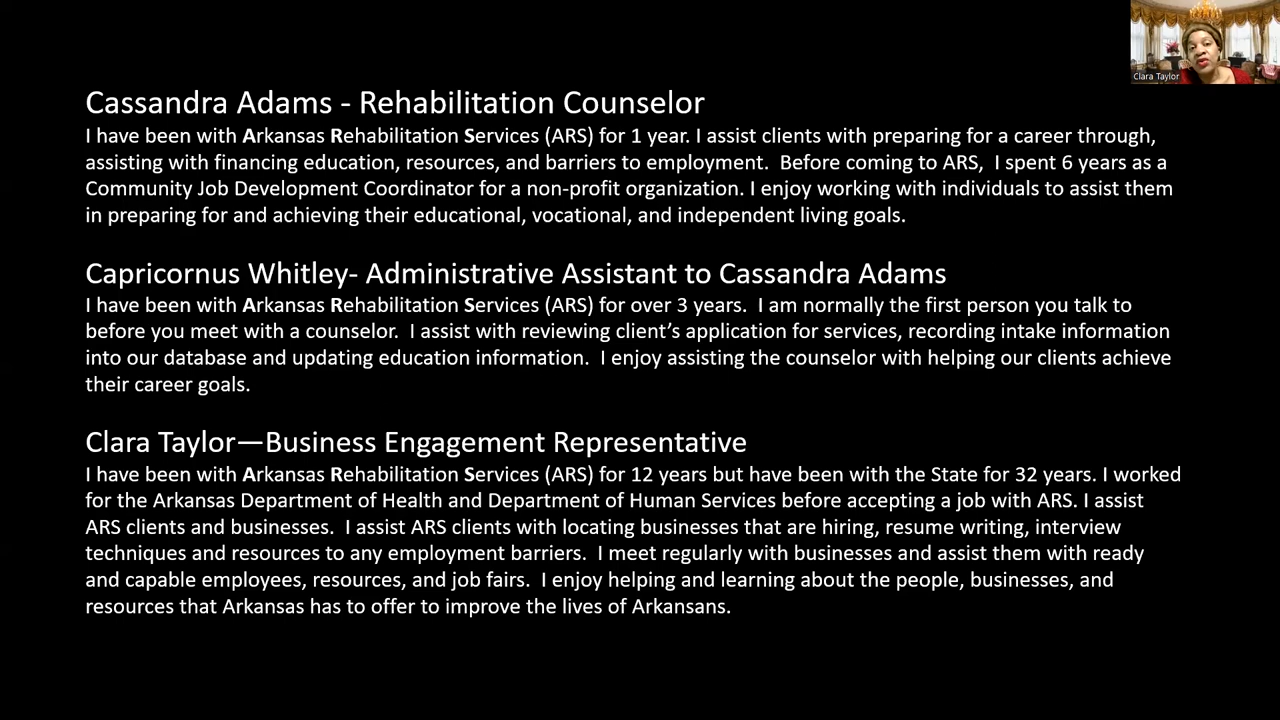 Clara Taylor
Cassandra Adams - Rehabilitation Counselor
I have been with Arkansas Rehabilitation Services (ARS) for 1 year. I assist clients with preparing for a career through,
assisting with financing education, resources, and barriers to employment.  Before coming to ARS,  I spent 6 years as a
Community Job Development Coordinator for a non-profit organization. I enjoy working with individuals to assist them
in preparing for and achieving their educational, vocational, and independent living goals.
Capricornus Whitley- Administrative Assistant to Cassandra Adams
I have been with Arkansas Rehabilitation Services (ARS) for over 3 years.  I am normally the first person you talk to
before you meet with a counselor.  I assist with reviewing client’s application for services, recording intake information
into our database and updating education information.  I enjoy assisting the counselor with helping our clients achieve
their career goals.
Clara Taylor—Business Engagement Representative
I have been with Arkansas Rehabilitation Services (ARS) for 12 years but have been with the State for 32 years. I worked
for the Arkansas Department of Health and Department of Human Services before accepting a job with ARS. I assist
ARS clients and businesses.  I assist ARS clients with locating businesses that are hiring, resume writing, interview
techniques and resources to any employment barriers.  I meet regularly with businesses and assist them with ready
and capable employees, resources, and job fairs.  I enjoy helping and learning about the people, businesses, and
resources that Arkansas has to offer to improve the lives of Arkansans.